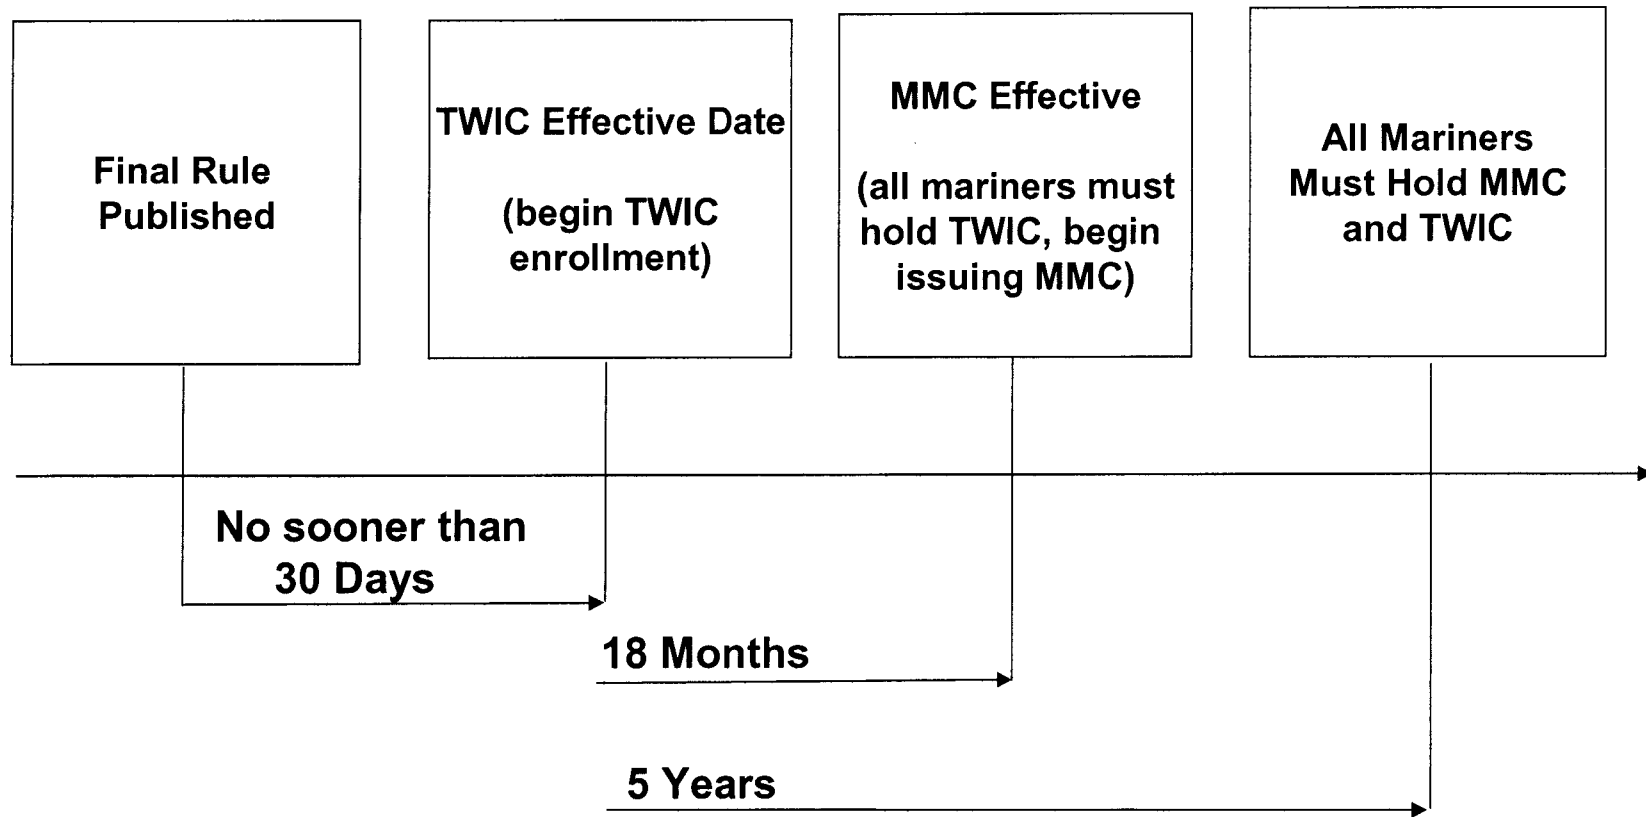 Final Rule
Published
TWIC Effective Date
(begin TWIC
enrollment)
MMC Effective
(all mariners must
hold TWIC, begin
issuing MMC)
All Mariners
Must Hold MMC
and TWIC
No sooner than
30 Days
18 Months
5 Years